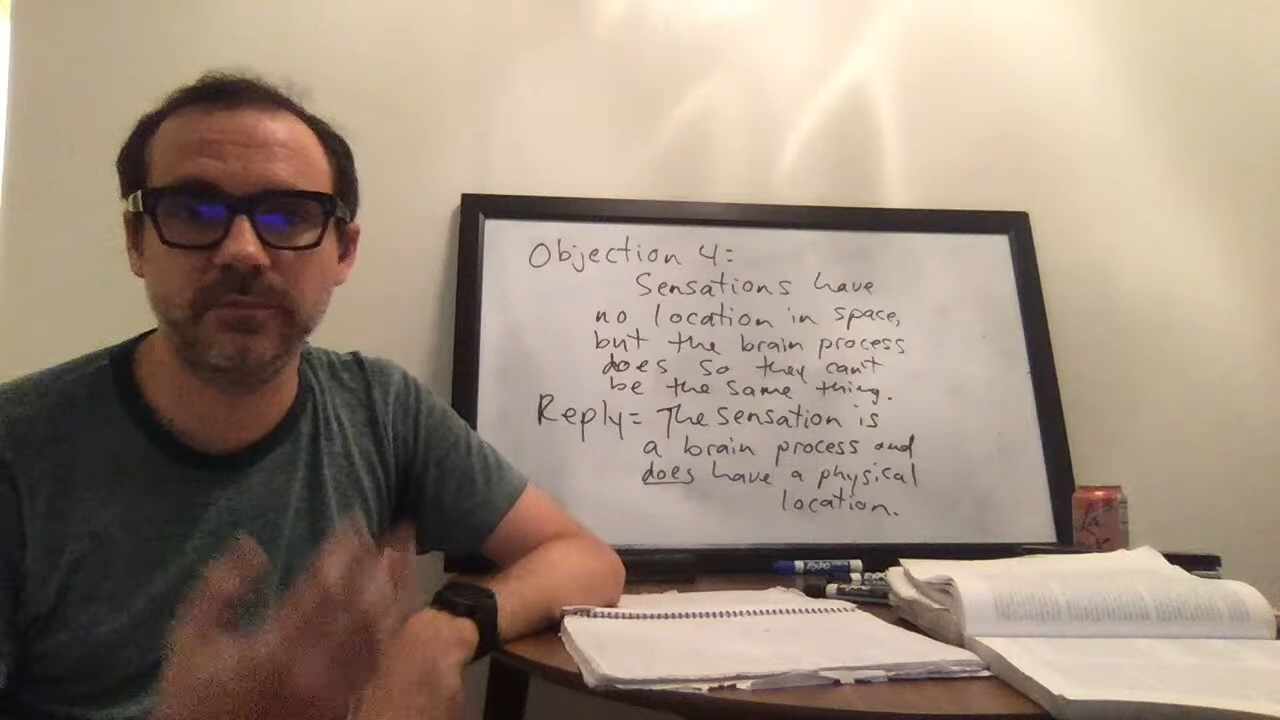 Objection 4:
Sensations have
no location in space,
but the brain process
does so they can't
be the same thing.
Reply: The sensation is
a brain process and
does have a physical
location.
EXPO